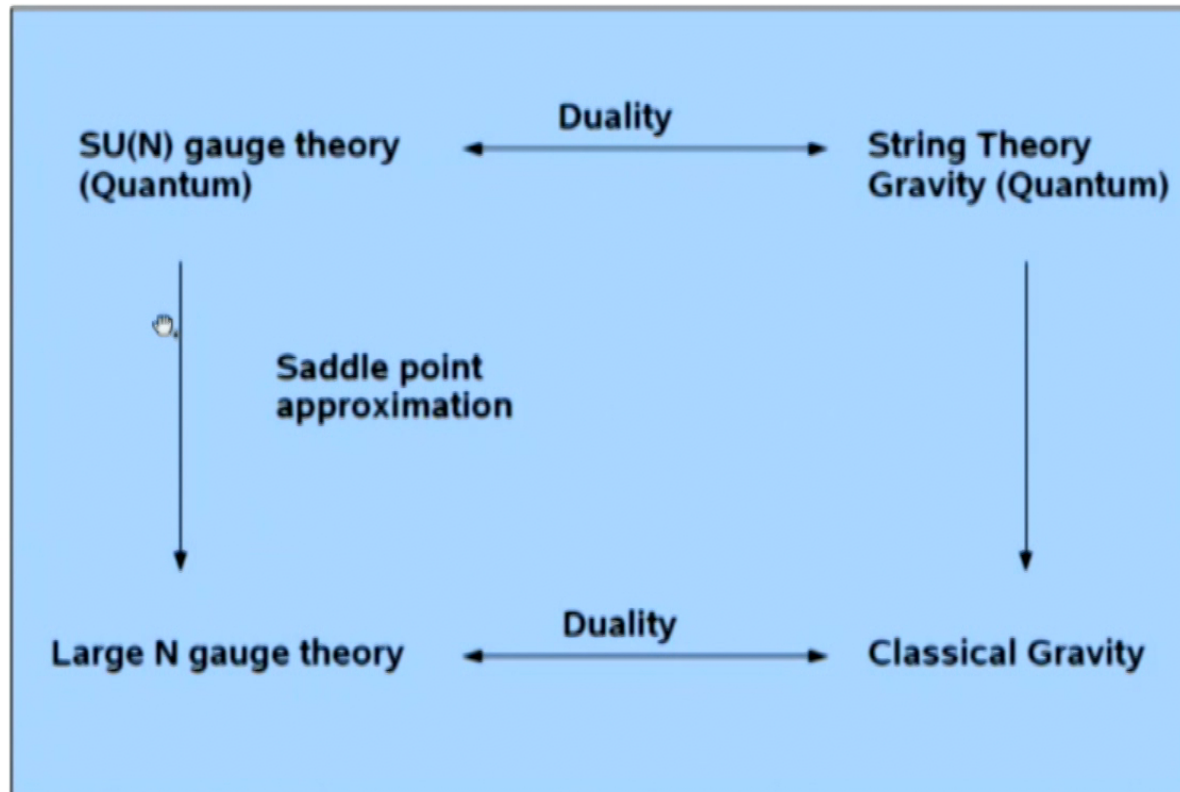 Duality
SU(N) gauge theory
(Quantum)
String Theory
Gravity (Quantum)
Saddle point
approximation
Duality
Large N gauge theory
Classical Gravity